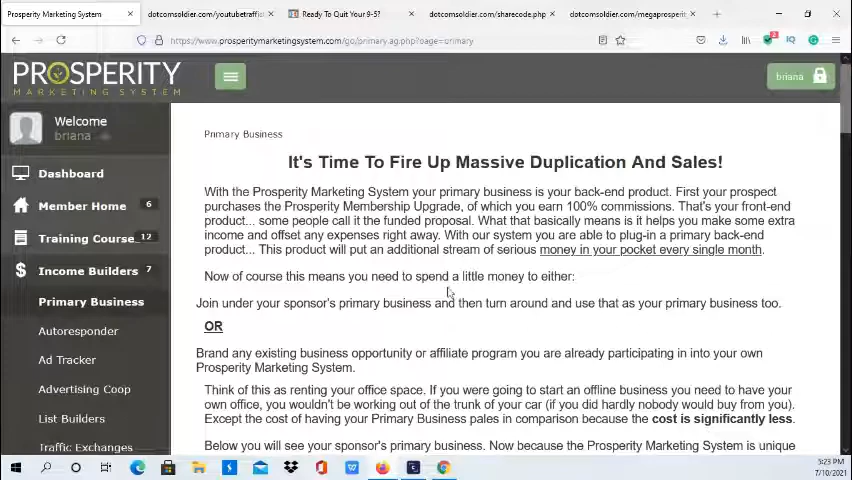 Prosperity Marketing System
dotcomsoldier.com/youtubetraffic
Ready To Quit Your 9-5?
dotcomsoldier.com/sharecode.php
dotcomsoldier.com/megaprosperit
https://www.prosperitymarketingsystem.com/go/primary.ag.php?page=primary
PROSPERITY
MARKETING SYSTEM
briana
Welcome
briana
Dashboard
Member Home 6
Training Course... 12
Income Builders 7
Primary Business
Autoresponder
Ad Tracker
Advertising Coop
List Builders
Traffic Exchanges
Primary Business
It's Time To Fire Up Massive Duplication And Sales!
With the Prosperity Marketing System your primary business is your back-end product. First your prospect
purchases the Prosperity Membership Upgrade, of which you earn 100% commissions. That's your front-end
product... some people call it the funded proposal. What that basically means is it helps you make some extra
income and offset any expenses right away. With our system you are able to plug-in a primary back-end
product... This product will put an additional stream of serious money in your pocket every single month.
Now of course this means you need to spend a little money to either:
Join under your sponsor's primary business and then turn around and use that as your primary business too.
OR
Brand any existing business opportunity or affiliate program you are already participating in into your own
Prosperity Marketing System.
Think of this as renting your office space. If you were going to start an offline business you need to have your
own office, you wouldn't be working out of the trunk of your car (if you did hardly nobody would buy from you).
Except the cost of having your Primary Business pales in comparison because the cost is significantly less.
Below you will see your sponsor's primary business. Now because the Prosperity Marketing System is unique
3:23 PM
7/10/2021